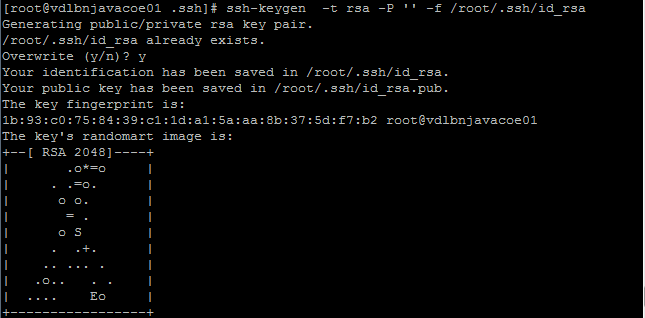 [root@vdlbnjavacoe01 .ssh]# ssh-keygen  -t rsa -P '' -f /root/.ssh/id_rsa
Generating public/private rsa key pair.
/root/.ssh/id_rsa already exists.
Overwrite (y/n)? y
Your identification has been saved in /root/.ssh/id_rsa.
Your public key has been saved in /root/.ssh/id_rsa.pub.
The key fingerprint is:
1b:93:c0:75:84:39:c1:1d:a1:5a:aa:8b:37:5d:f7:b2 root@vdlbnjavacoe01
The key's randomart image is:
+--[ RSA 2048]----+
|       .o*=o     |
|     . .=o.      |
|      o o.       |
|       = .       |
|      o S        |
|     .  .+.      |
|    .. ... .     |
|   .o..   . .    |
|  ....    Eo     |
+-----------------+